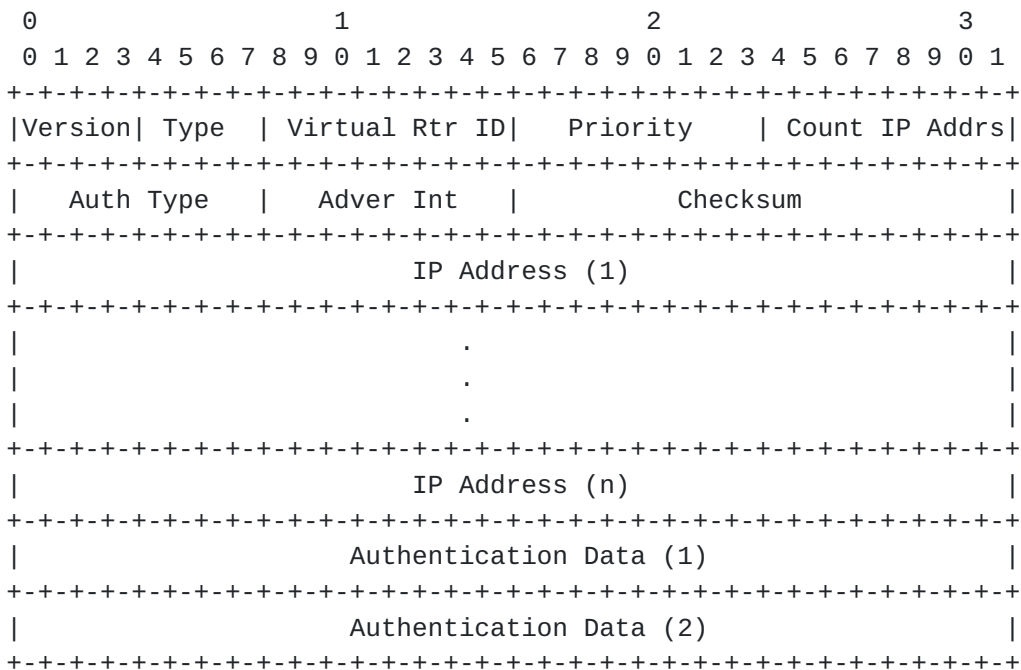 0                   1                   2                   3
 0 1 2 3 4 5 6 7 8 9 0 1 2 3 4 5 6 7 8 9 0 1 2 3 4 5 6 7 8 9 0 1
+-+-+-+-+-+-+-+-+-+-+-+-+-+-+-+-+-+-+-+-+-+-+-+-+-+-+-+-+-+-+-+-+
|Version| Type  | Virtual Rtr ID|   Priority    | Count IP Addrs|
+-+-+-+-+-+-+-+-+-+-+-+-+-+-+-+-+-+-+-+-+-+-+-+-+-+-+-+-+-+-+-+-+
|   Auth Type   |   Adver Int   |          Checksum             |
+-+-+-+-+-+-+-+-+-+-+-+-+-+-+-+-+-+-+-+-+-+-+-+-+-+-+-+-+-+-+-+-+
|                         IP Address (1)                        |
+-+-+-+-+-+-+-+-+-+-+-+-+-+-+-+-+-+-+-+-+-+-+-+-+-+-+-+-+-+-+-+-+
|                            .                                  |
|                            .                                  |
|                            .                                  |
+-+-+-+-+-+-+-+-+-+-+-+-+-+-+-+-+-+-+-+-+-+-+-+-+-+-+-+-+-+-+-+-+
|                         IP Address (n)                        |
+-+-+-+-+-+-+-+-+-+-+-+-+-+-+-+-+-+-+-+-+-+-+-+-+-+-+-+-+-+-+-+-+
|                     Authentication Data (1)                   |
+-+-+-+-+-+-+-+-+-+-+-+-+-+-+-+-+-+-+-+-+-+-+-+-+-+-+-+-+-+-+-+-+
|                     Authentication Data (2)                   |
+-+-+-+-+-+-+-+-+-+-+-+-+-+-+-+-+-+-+-+-+-+-+-+-+-+-+-+-+-+-+-+-+